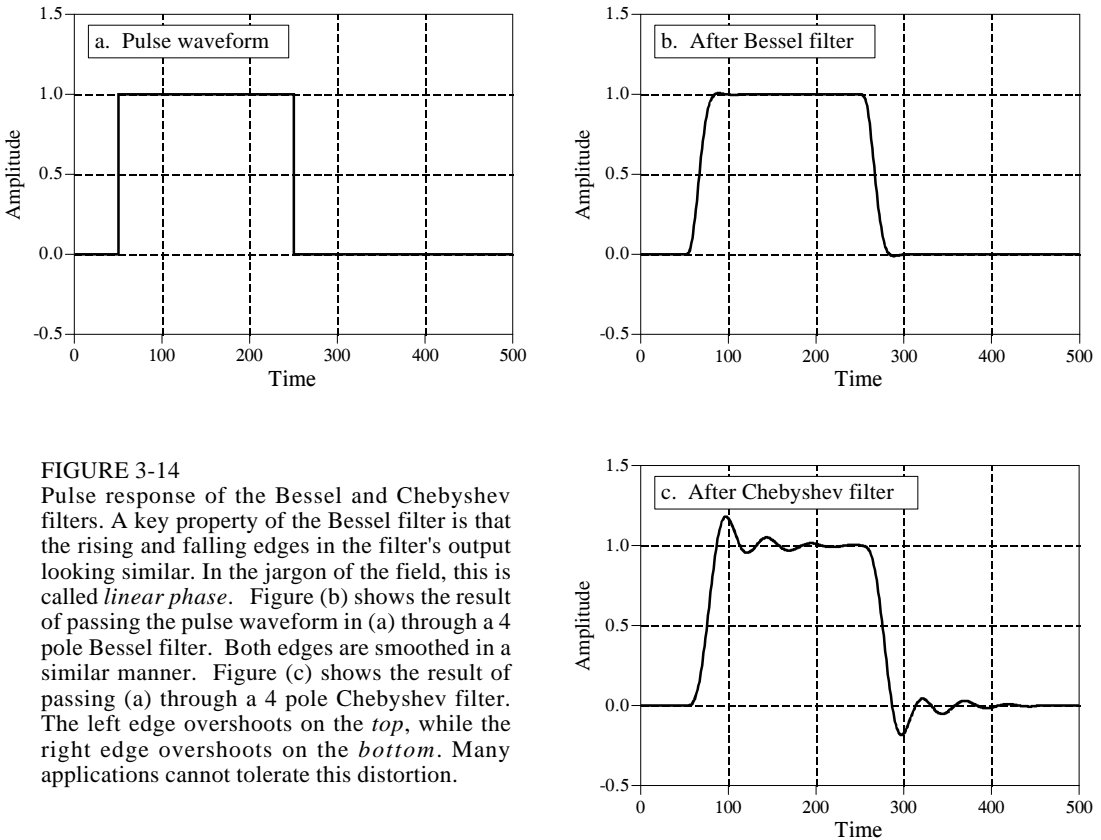 a. Pulse waveform
1.5
1.0
0.5
0.0
-0.5
Amplitude
0 100 200 300 400 500
Time
b. After Bessel filter
1.5
1.0
0.5
0.0
-0.5
Amplitude
0 100 200 300 400 500
Time
FIGURE 3-14
Pulse response of the Bessel and Chebyshev
filters. A key property of the Bessel filter is that
the rising and falling edges in the filter's output
looking similar. In the jargon of the field, this is
called linear phase. Figure (b) shows the result
of passing the pulse waveform in (a) through a 4
pole Bessel filter. Both edges are smoothed in a
similar manner. Figure (c) shows the result of
passing (a) through a 4 pole Chebyshev filter.
The left edge overshoots on the top, while the
right edge overshoots on the bottom. Many
applications cannot tolerate this distortion.
c. After Chebyshev filter
1.5
1.0
0.5
0.0
-0.5
Amplitude
0 100 200 300 400 500
Time